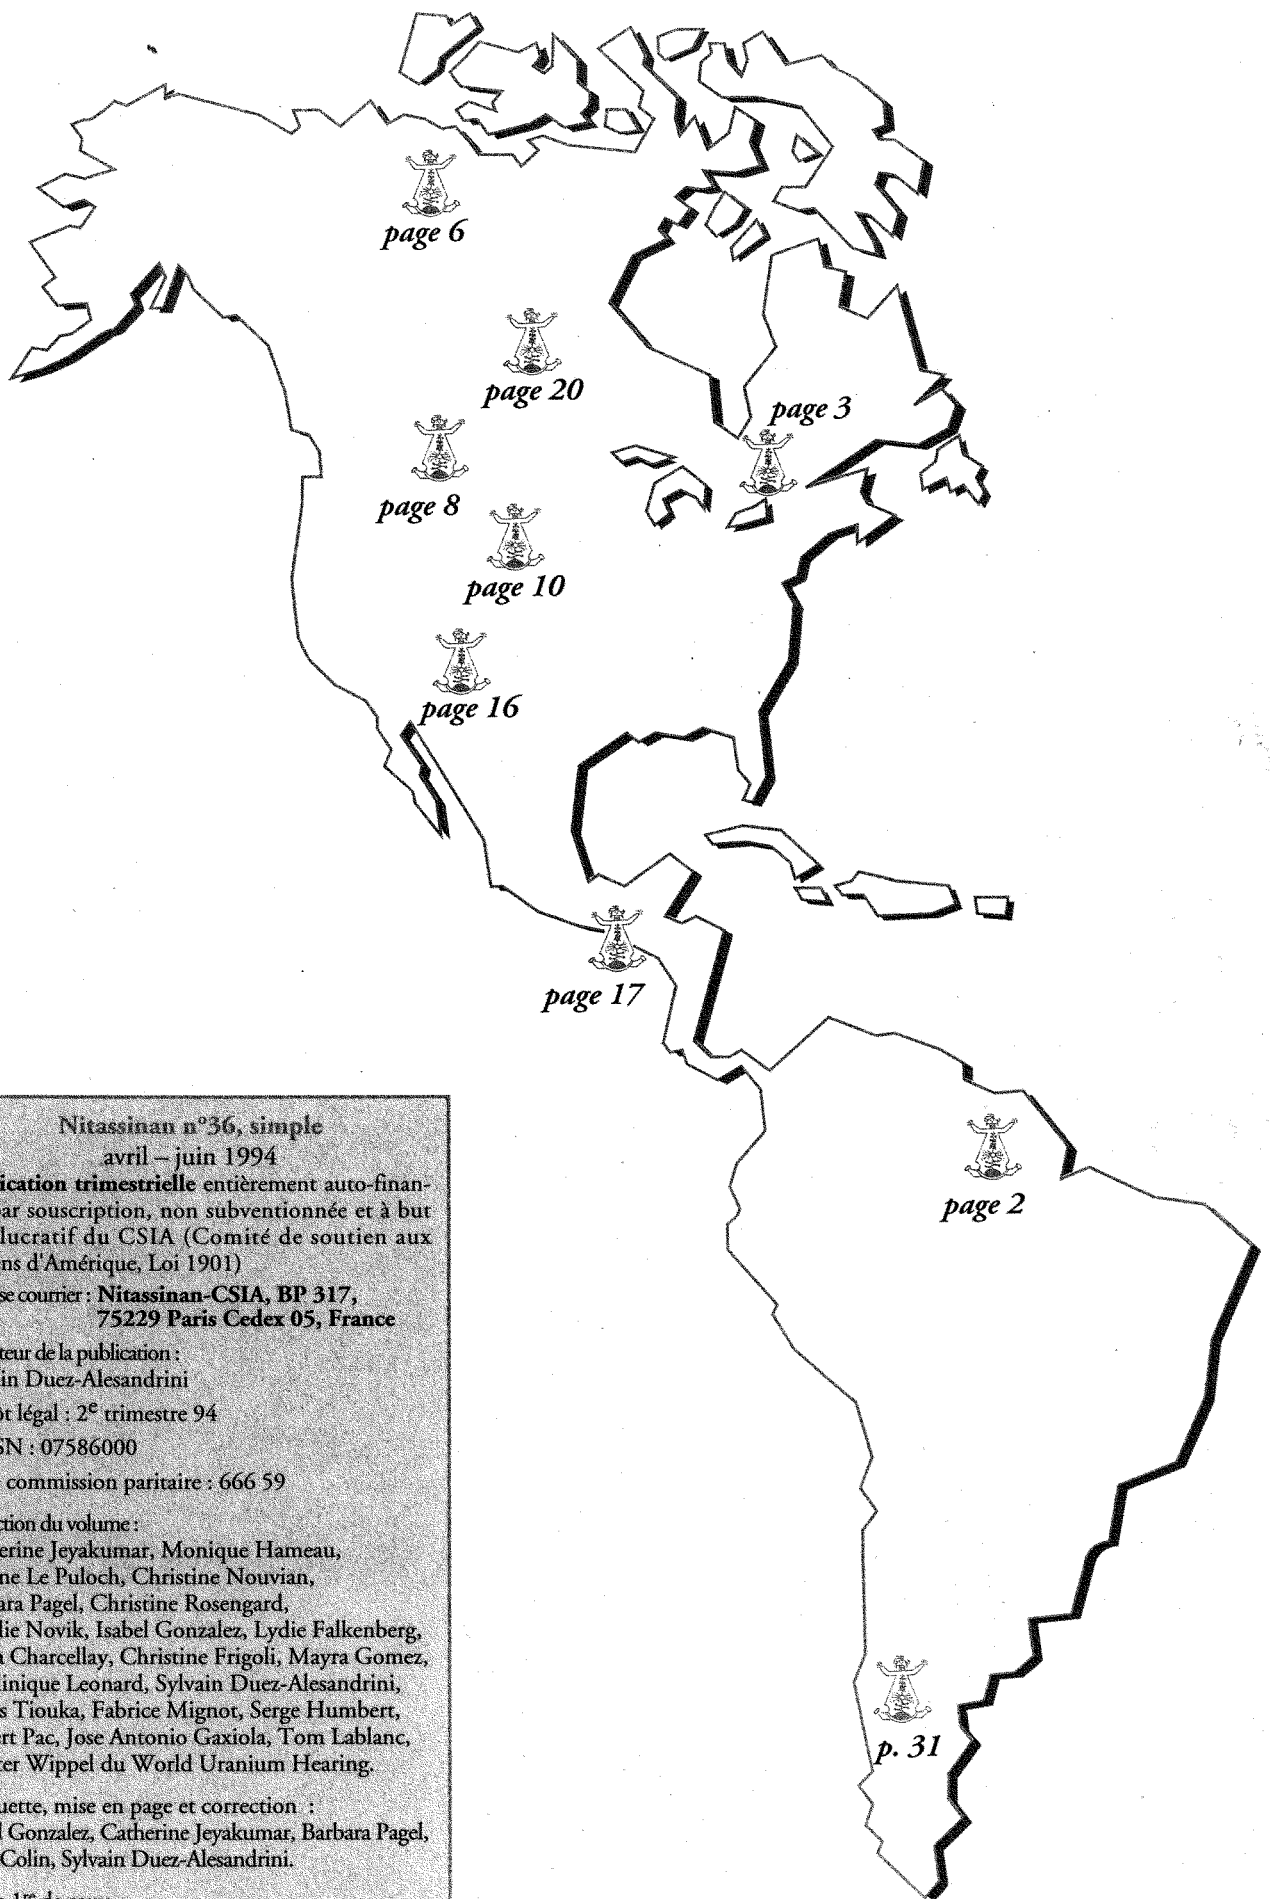 page 6
page 20
page 3
page 8
page 10
page 16
page 17
page 2
p. 31
Nitassinan n°36, simple
avril – juin 1994
ication trimestrielle entièrement auto-finan-
ar souscription, non subventionnée et à but
lucratif du CSIA (Comité de soutien aux
ns d'Amérique, Loi 1901)
se courrier : Nitassinan-CSIA, BP 317,
75229 Paris Cedex 05, France
teur de la publication :
in Duez-Alesandrini
t légal : 2e trimestre 94
SN : 07586000
commission paritaire : 666 59
ction du volume :
erine Jeyakumar, Monique Hameau,
ne Le Puloch, Christine Nouvian,
ara Pagel, Christine Rosengard,
lie Novik, Isabel Gonzalez, Lydie Falkenberg,
Charcellay, Christine Frigoli, Mayra Gomez,
inique Leonard, Sylvain Duez-Alesandrini,
s Tiouka, Fabrice Mignot, Serge Humbert,
rt Pac, Jose Antonio Gaxiola, Tom Lablanc,
er Wippel du World Uranium Hearing.
uette, mise en page et correction :
l Gonzalez, Catherine Jeyakumar, Barbara Pagel,
Colin, Sylvain Duez-Alesandrini.